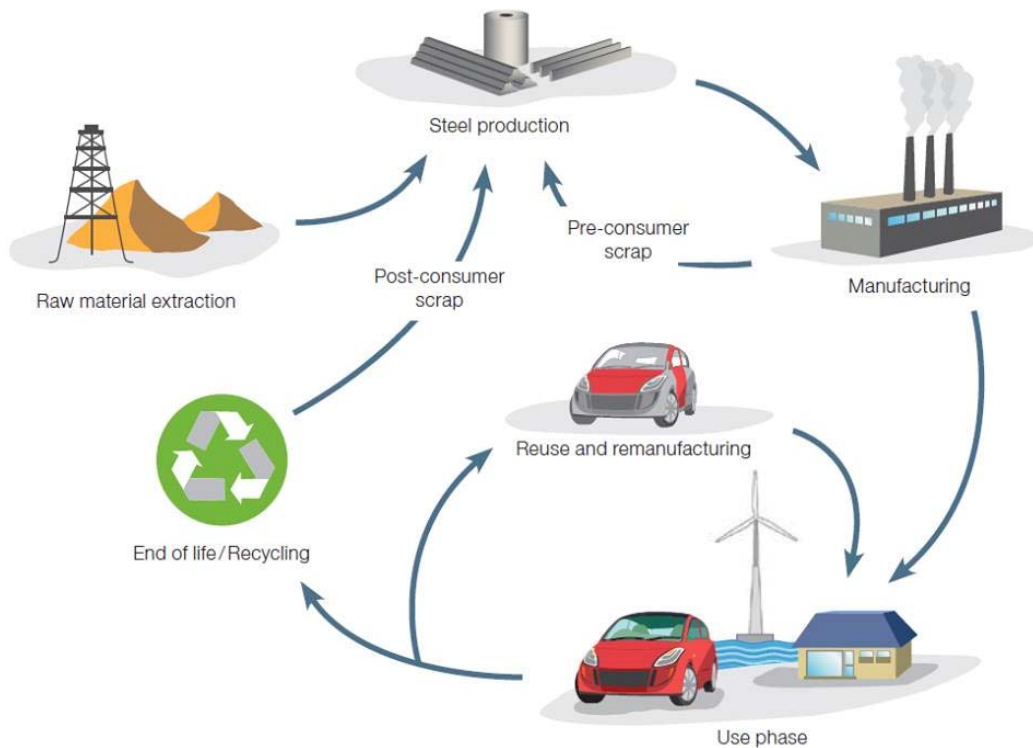 Steel production
Pre-consumer
scrap
Post-consumer
scrap
Raw material extraction
Manufacturing
Reuse and remanufacturing
End of life/Recycling
Use phase